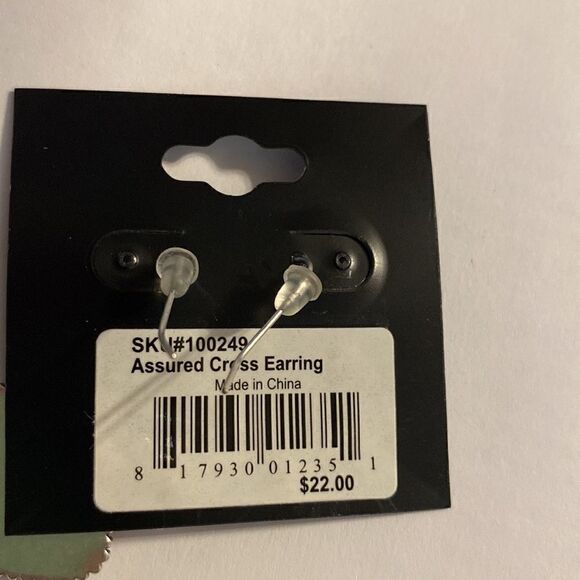 SKU#100249
Assured Cross Earring
Made in China
8 17930 01235 1
$22.00